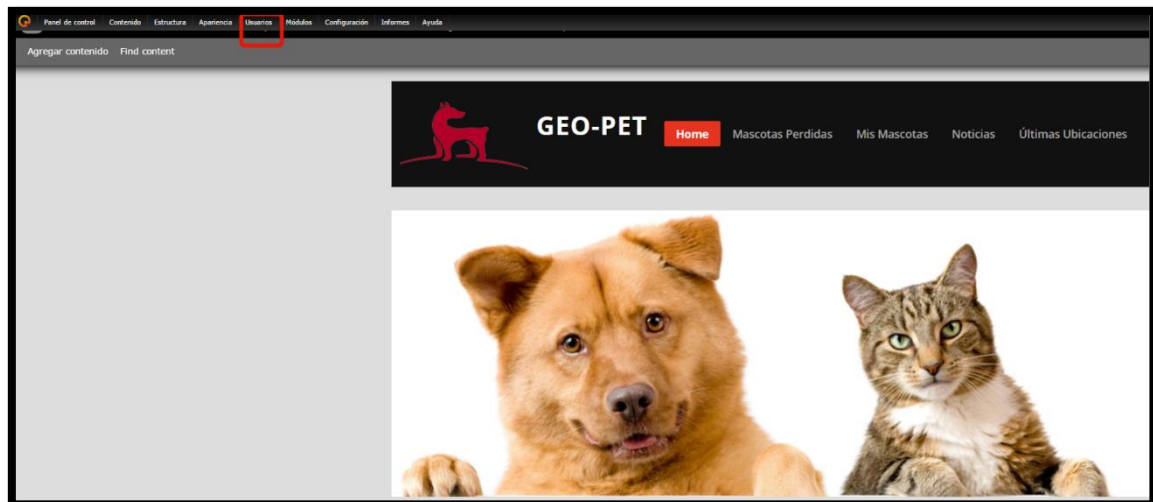 Panel de control Contenido Estructura Apariencia Usuarios Módulos Configuración Informes Ayuda
Agregar contenido Find content
GEO-PET Home Mascotas Perdidas Mis Mascotas Noticias Últimas Ubicaciones